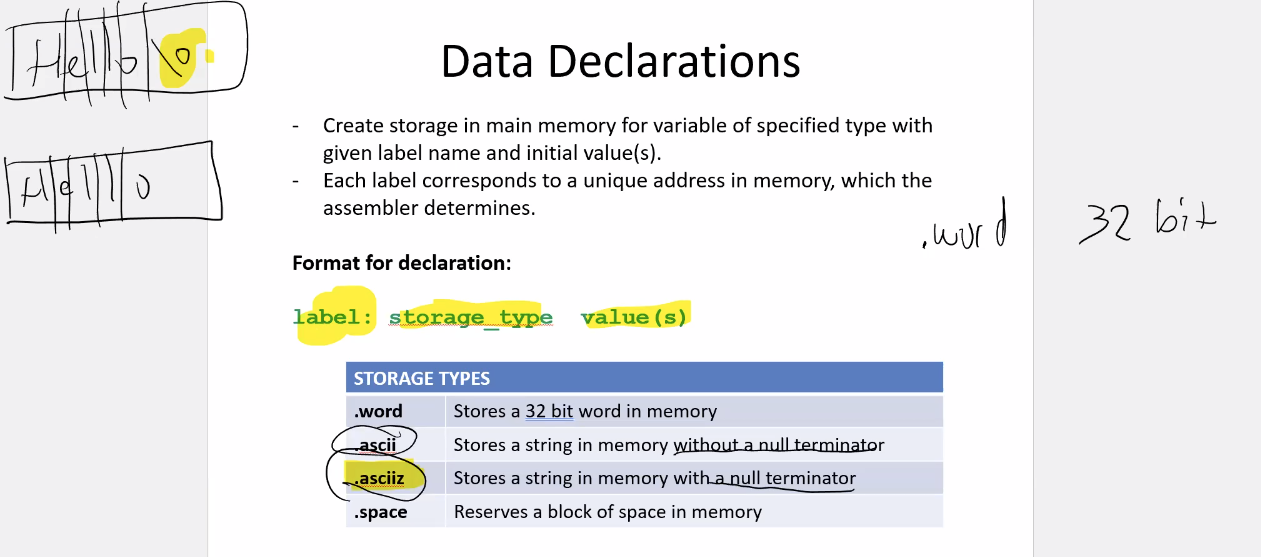 Hello \0
Hello
Data Declarations
- Create storage in main memory for variable of specified type with
given label name and initial value(s).
- Each label corresponds to a unique address in memory, which the
assembler determines.
.word 32 bit
Format for declaration:
label: storage_type value(s)
STORAGE TYPES
.word Stores a 32 bit word in memory
.ascii Stores a string in memory without a null terminator
.asciiz Stores a string in memory with a null terminator
.space Reserves a block of space in memory